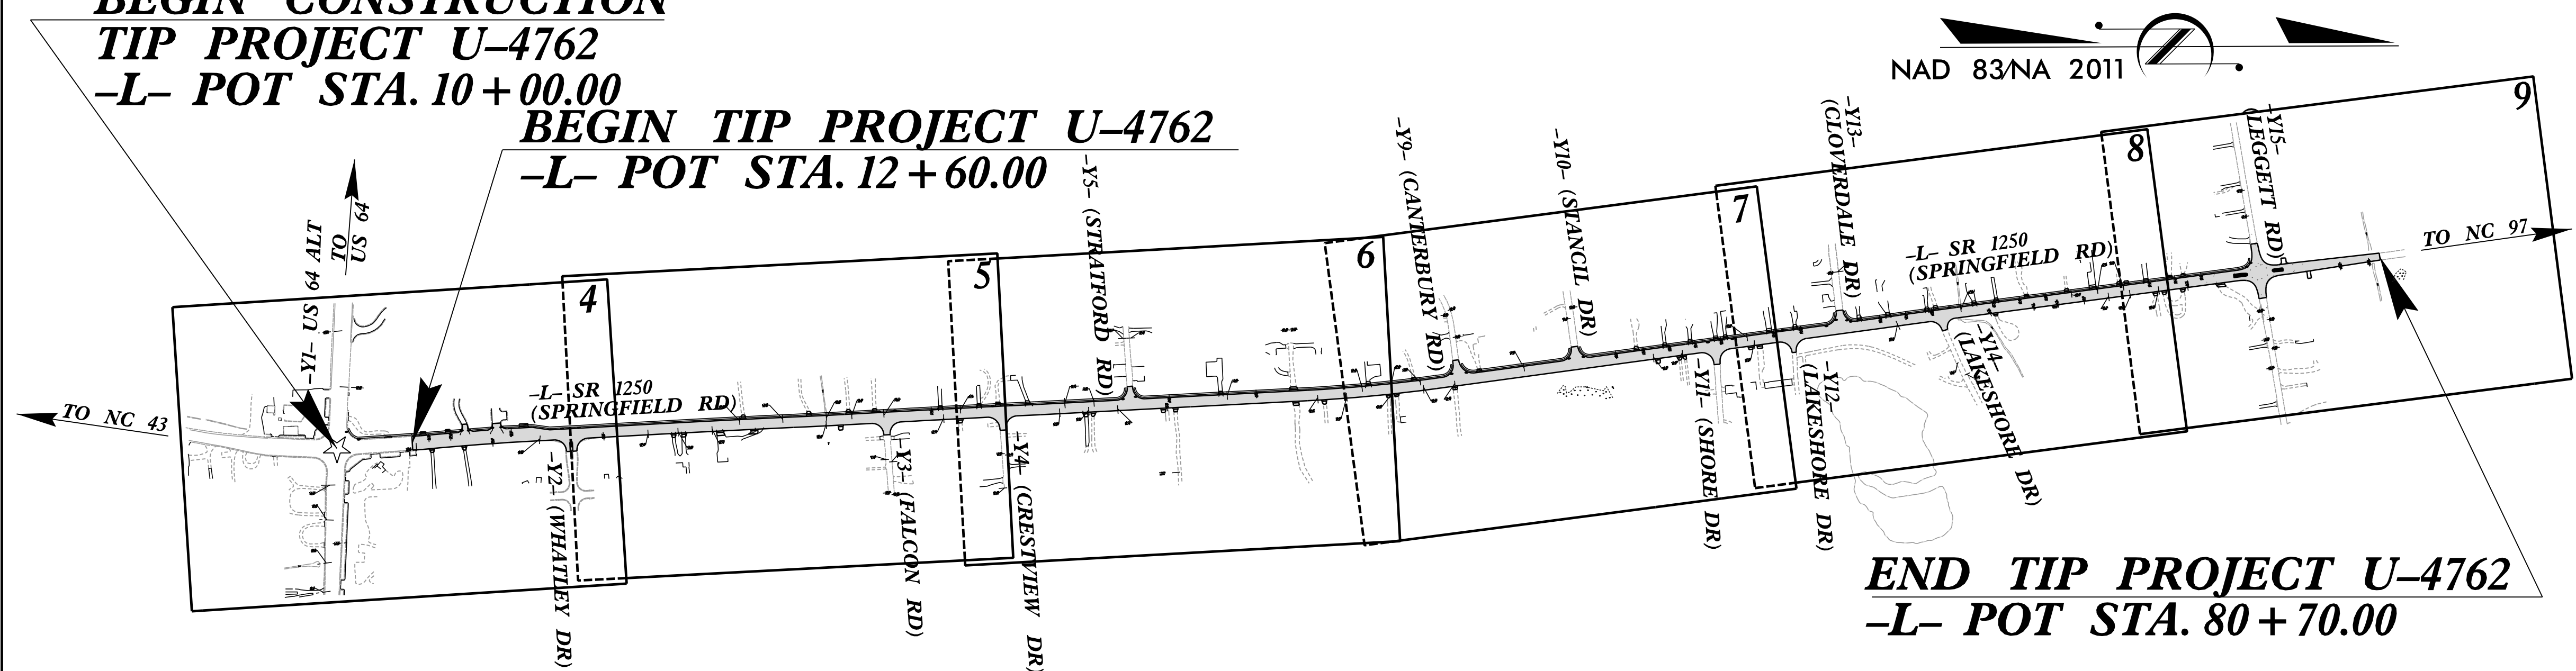 BEGIN CONSTRUCTION
TIP PROJECT U–4762
–L– POT STA. 10+00.00
BEGIN TIP PROJECT U–4762
–L– POT STA. 12+60.00
NAD 83/NA 2011
–Y1– US 64 ALT
TO
US 64
TO NC 43
–L– SR 1250
(SPRINGFIELD RD)
4
–Y2– (WHATLEY DR)
–Y3– (FALCON RD)
5
–Y4– (CRESTVIEW DR)
–Y5– (STRATFORD RD)
6
–Y9– (CANTERBURY RD)
–Y10– (STANCIL DR)
7
–Y11– (SHORE DR)
–Y12–
(LAKESHORE DR)
–Y13–
(CLOVERDALE DR)
–L– SR 1250
(SPRINGFIELD RD)
–Y14–
(LAKESHORE DR)
8
–Y15–
(LEGGETT RD)
9
TO NC 97
END TIP PROJECT U–4762
–L– POT STA. 80+70.00